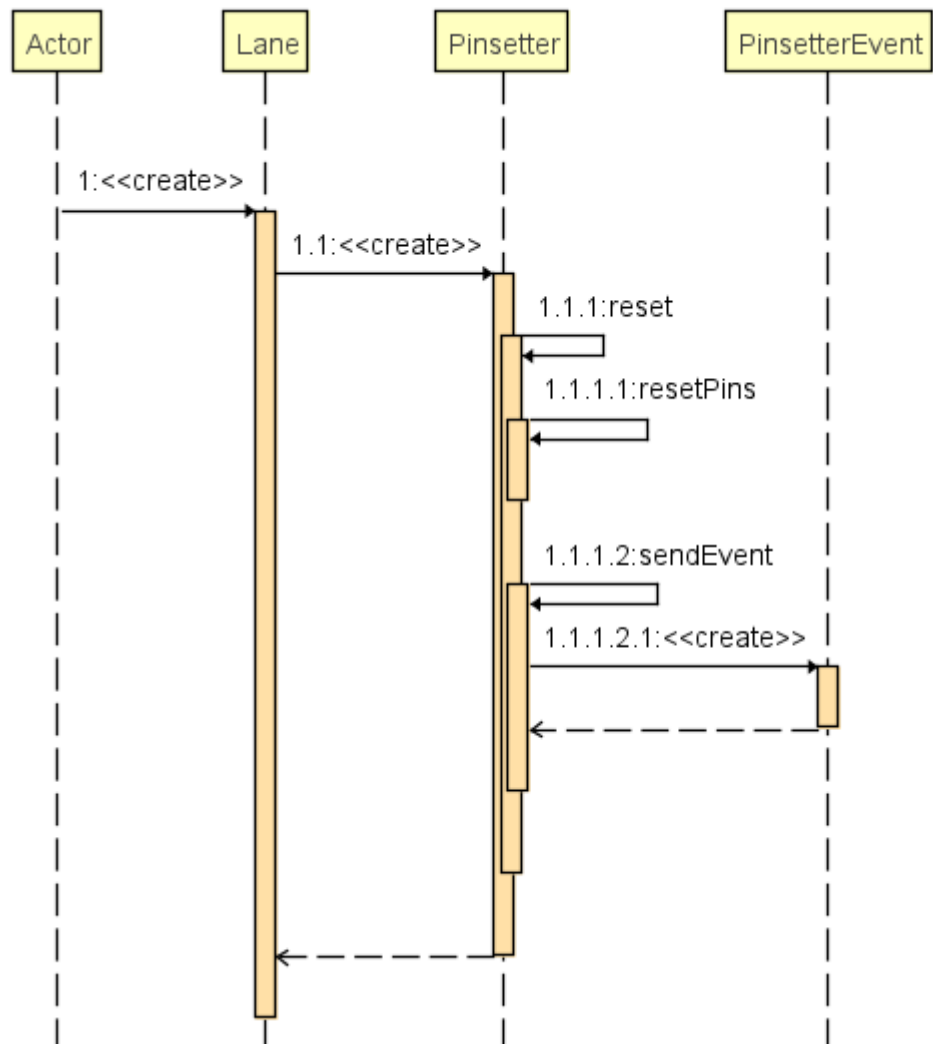 Actor
Lane
Pinsetter
PinsetterEvent
1:<<create>>
1.1:<<create>>
1.1.1:reset
1.1.1.1:resetPins
1.1.1.2:sendEvent
1.1.1.2.1:<<create>>